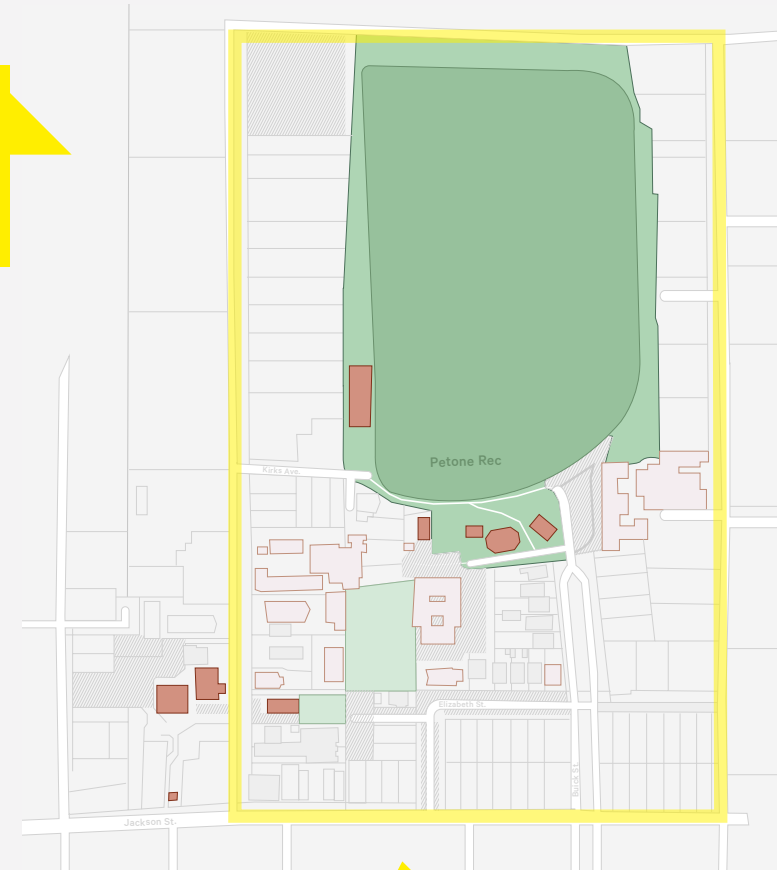 Petone Rec
Kirks Ave.
Elizabeth St.
Buick St.
Jackson St.